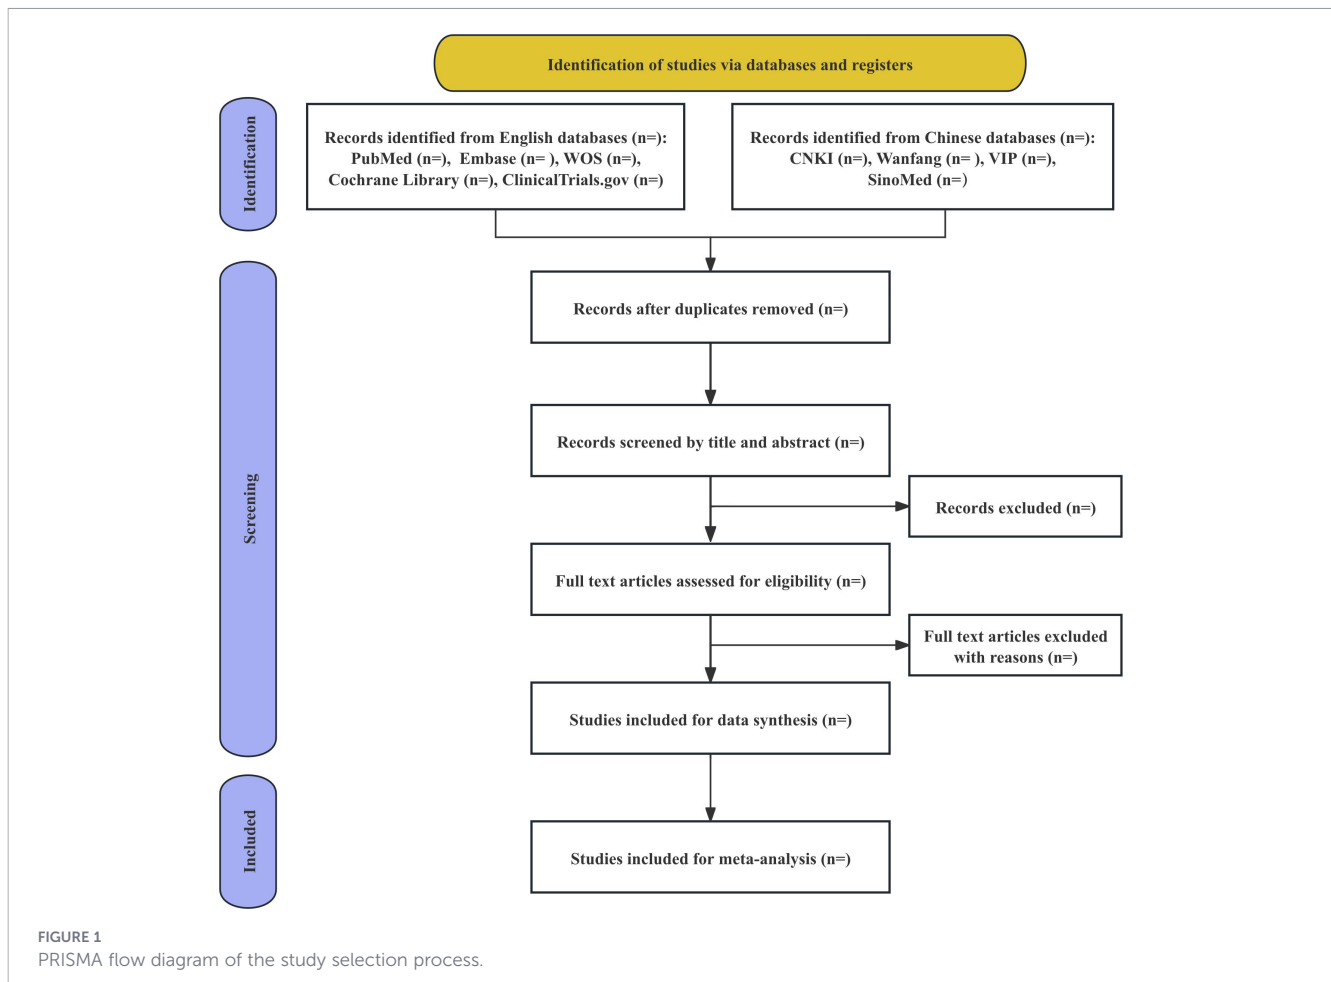 Identification of studies via databases and registers
Identification
Records identified from English databases (n=):
PubMed (n=), Embase (n= ), WOS (n=),
Cochrane Library (n=), ClinicalTrials.gov (n=)
Records identified from Chinese databases (n=):
CNKI (n=), Wanfang (n= ), VIP (n=),
SinoMed (n=)
Screening
Records after duplicates removed (n=)
Records screened by title and abstract (n=)
Records excluded (n=)
Full text articles assessed for eligibility (n=)
Full text articles excluded
with reasons (n=)
Studies included for data synthesis (n=)
Included
Studies included for meta-analysis (n=)
FIGURE 1
PRISMA flow diagram of the study selection process.